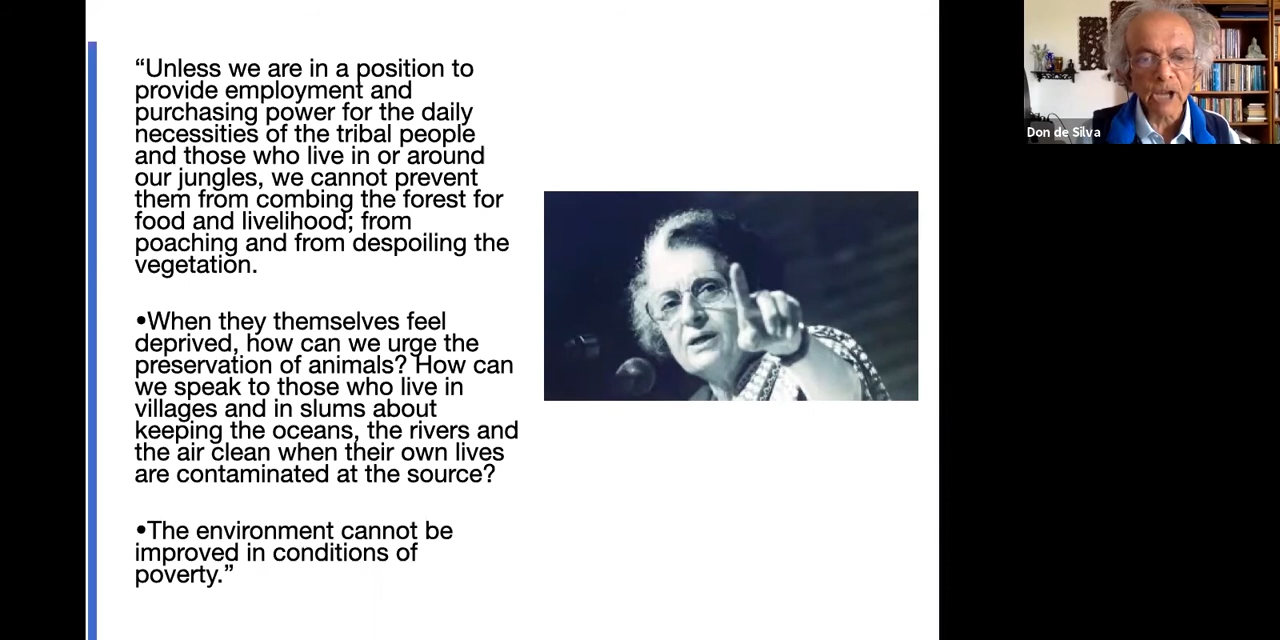 “Unless we are in a position to
provide employment and
purchasing power for the daily
necessities of the tribal people
and those who live in or around
our jungles, we cannot prevent
them from combing the forest for
food and livelihood; from
poaching and from despoiling the
vegetation.
•When they themselves feel
deprived, how can we urge the
preservation of animals? How can
we speak to those who live in
villages and in slums about
keeping the oceans, the rivers and
the air clean when their own lives
are contaminated at the source?
•The environment cannot be
improved in conditions of
poverty.”
Don de Silva